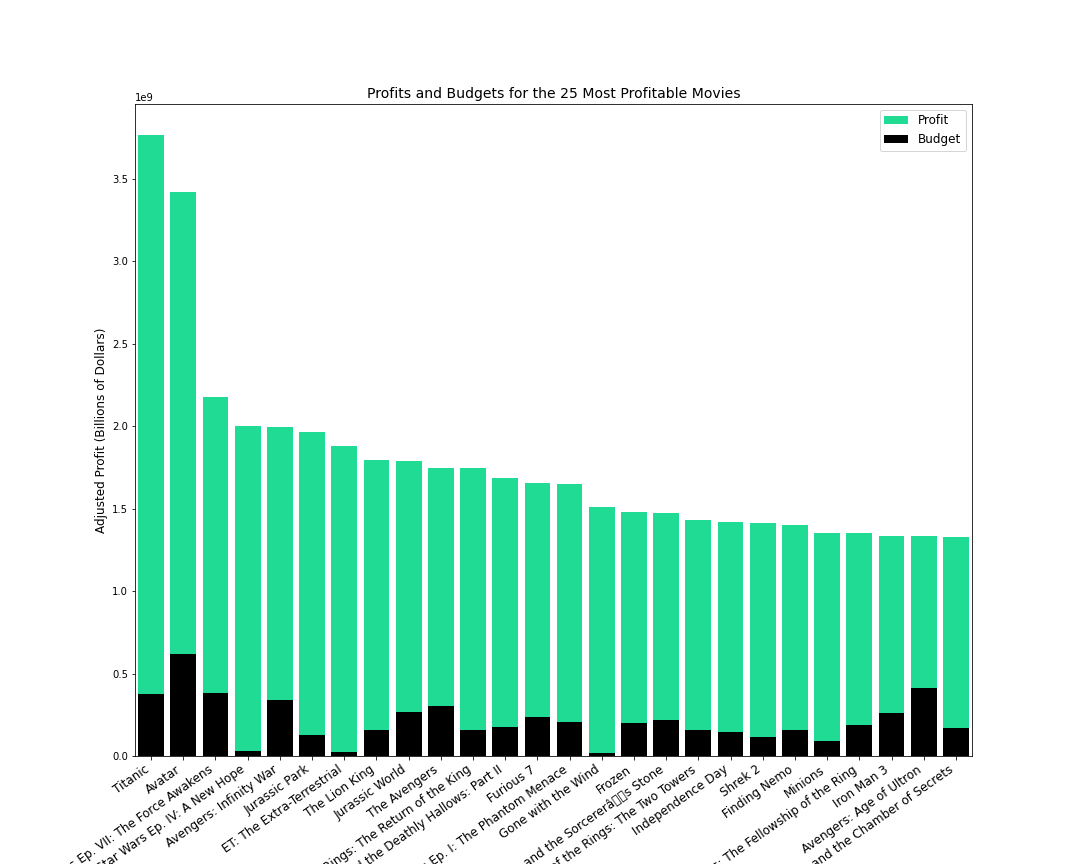 Profits and Budgets for the 25 Most Profitable Movies
1e9
Profit
Budget
3.5
3.0
2.5
2.0
1.5
1.0
0.5
0.0
Adjusted Profit (Billions of Dollars)
Titanic
Avatar
s Ep. VII: The Force Awakens
tar Wars Ep. IV: A New Hope
Avengers: Infinity War
Jurassic Park
ET: The Extra-Terrestrial
The Lion King
Jurassic World
The Avengers
Rings: The Return of the King
the Deathly Hallows: Part II
Furious 7
Ep. I: The Phantom Menace
Gone with the Wind
Frozen
and the Sorcererâs Stone
of the Rings: The Two Towers
Independence Day
Shrek 2
Finding Nemo
Minions
: The Fellowship of the Ring
Iron Man 3
Avengers: Age of Ultron
and the Chamber of Secrets